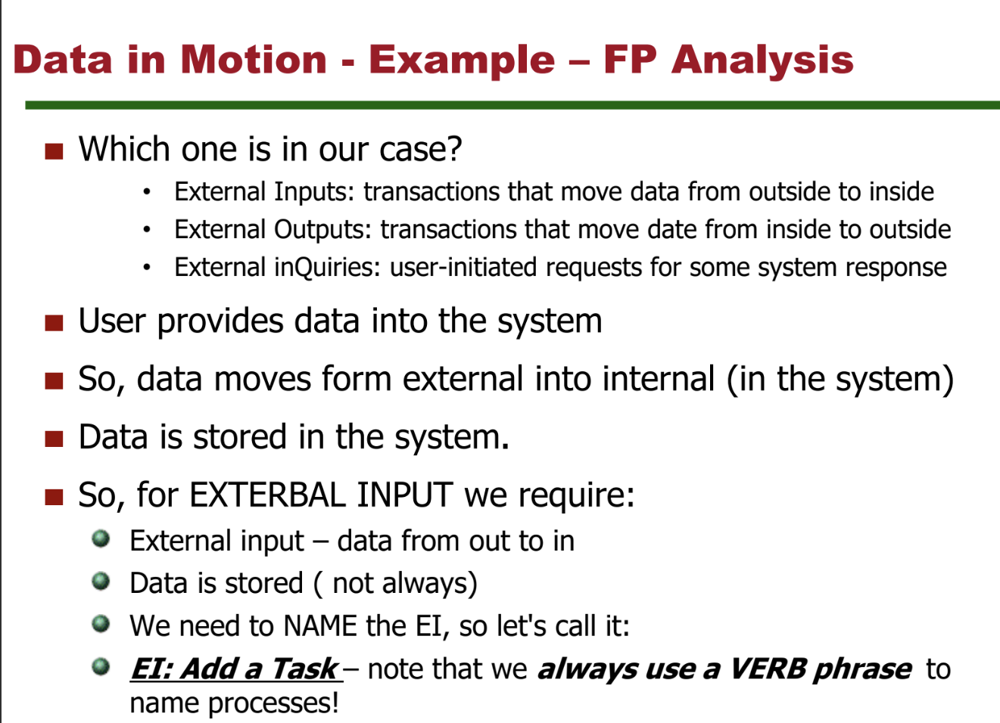 Data in Motion - Example – FP Analysis
Which one is in our case?
External Inputs: transactions that move data from outside to inside
External Outputs: transactions that move date from inside to outside
External inQuiries: user-initiated requests for some system response
User provides data into the system
So, data moves form external into internal (in the system)
Data is stored in the system.
So, for EXTERBAL INPUT we require:
External input – data from out to in
Data is stored ( not always)
We need to NAME the EI, so let's call it:
EI: Add a Task – note that we always use a VERB phrase to
name processes!